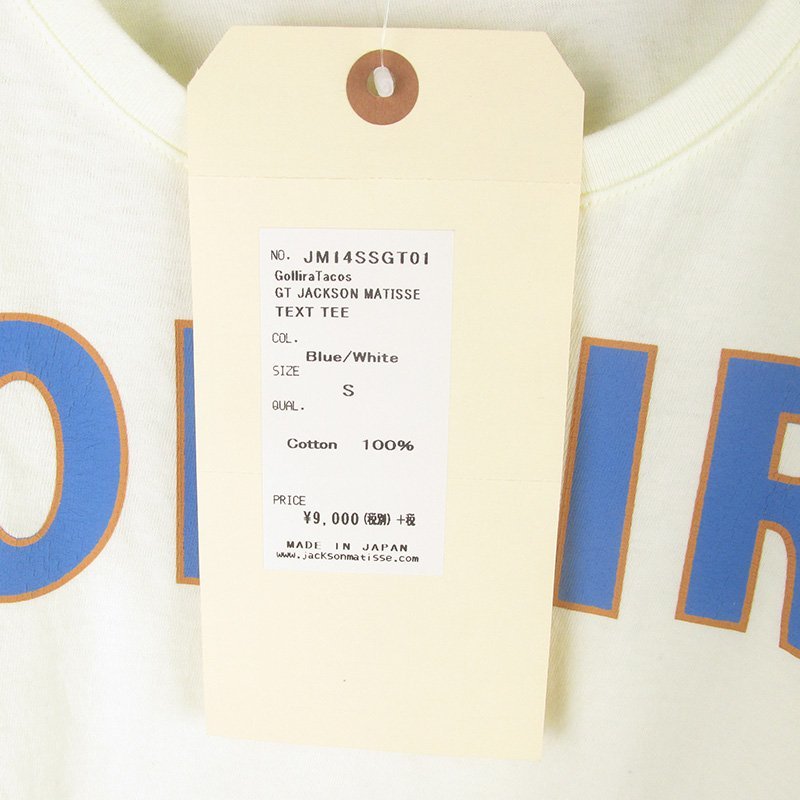 NO. JM14SSGT01
GolliraTacos
GT JACKSON MATISSE
TEXT TEE
COL.
Blue/White
SIZE
S
QUAL.
Cotton 100%
PRICE
¥9,000(税別)+税
MADE IN JAPAN
www.jacksonmatisse.com